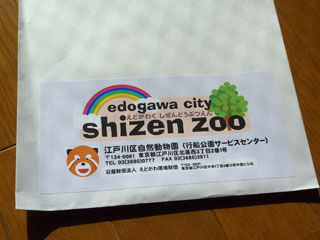 edogawa city
えどがわく しぜんどうぶつえん
shizen zoo
江戸川区自然動物園（行船公園サービスセンター）
〒134-0081 東京都江戸川区北葛西3丁目2番1号
TEL 03(3680)0777 FAX 03(3680)3911
公益財団法人 えどがわ環境財団